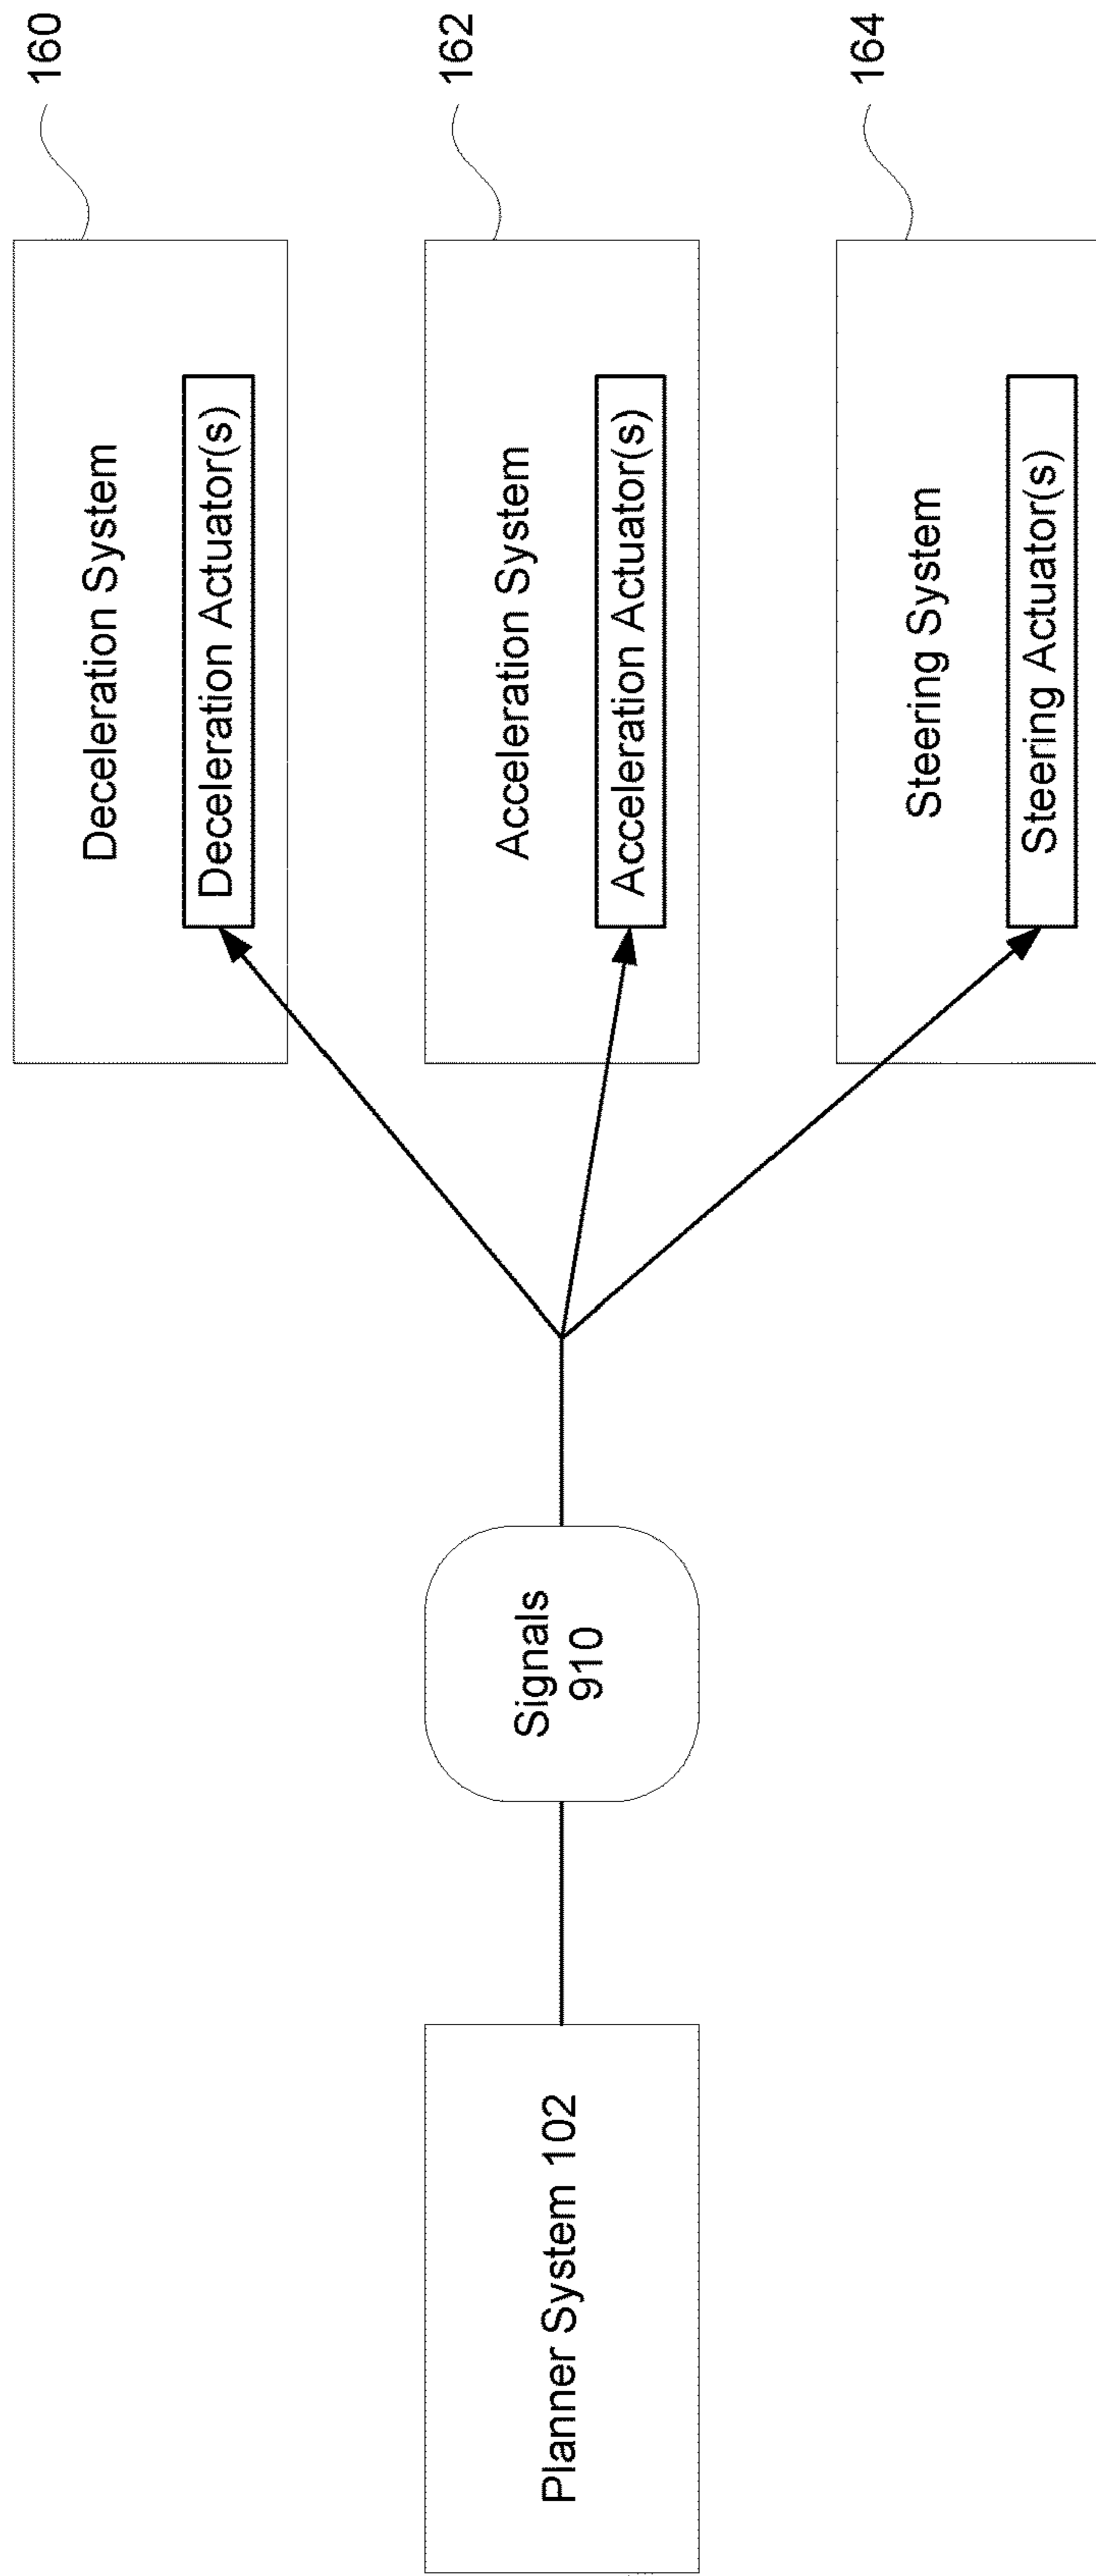 Planner System 102
Signals
910
Deceleration System
Deceleration Actuator(s)
160
Acceleration System
Acceleration Actuator(s)
162
Steering System
Steering Actuator(s)
164